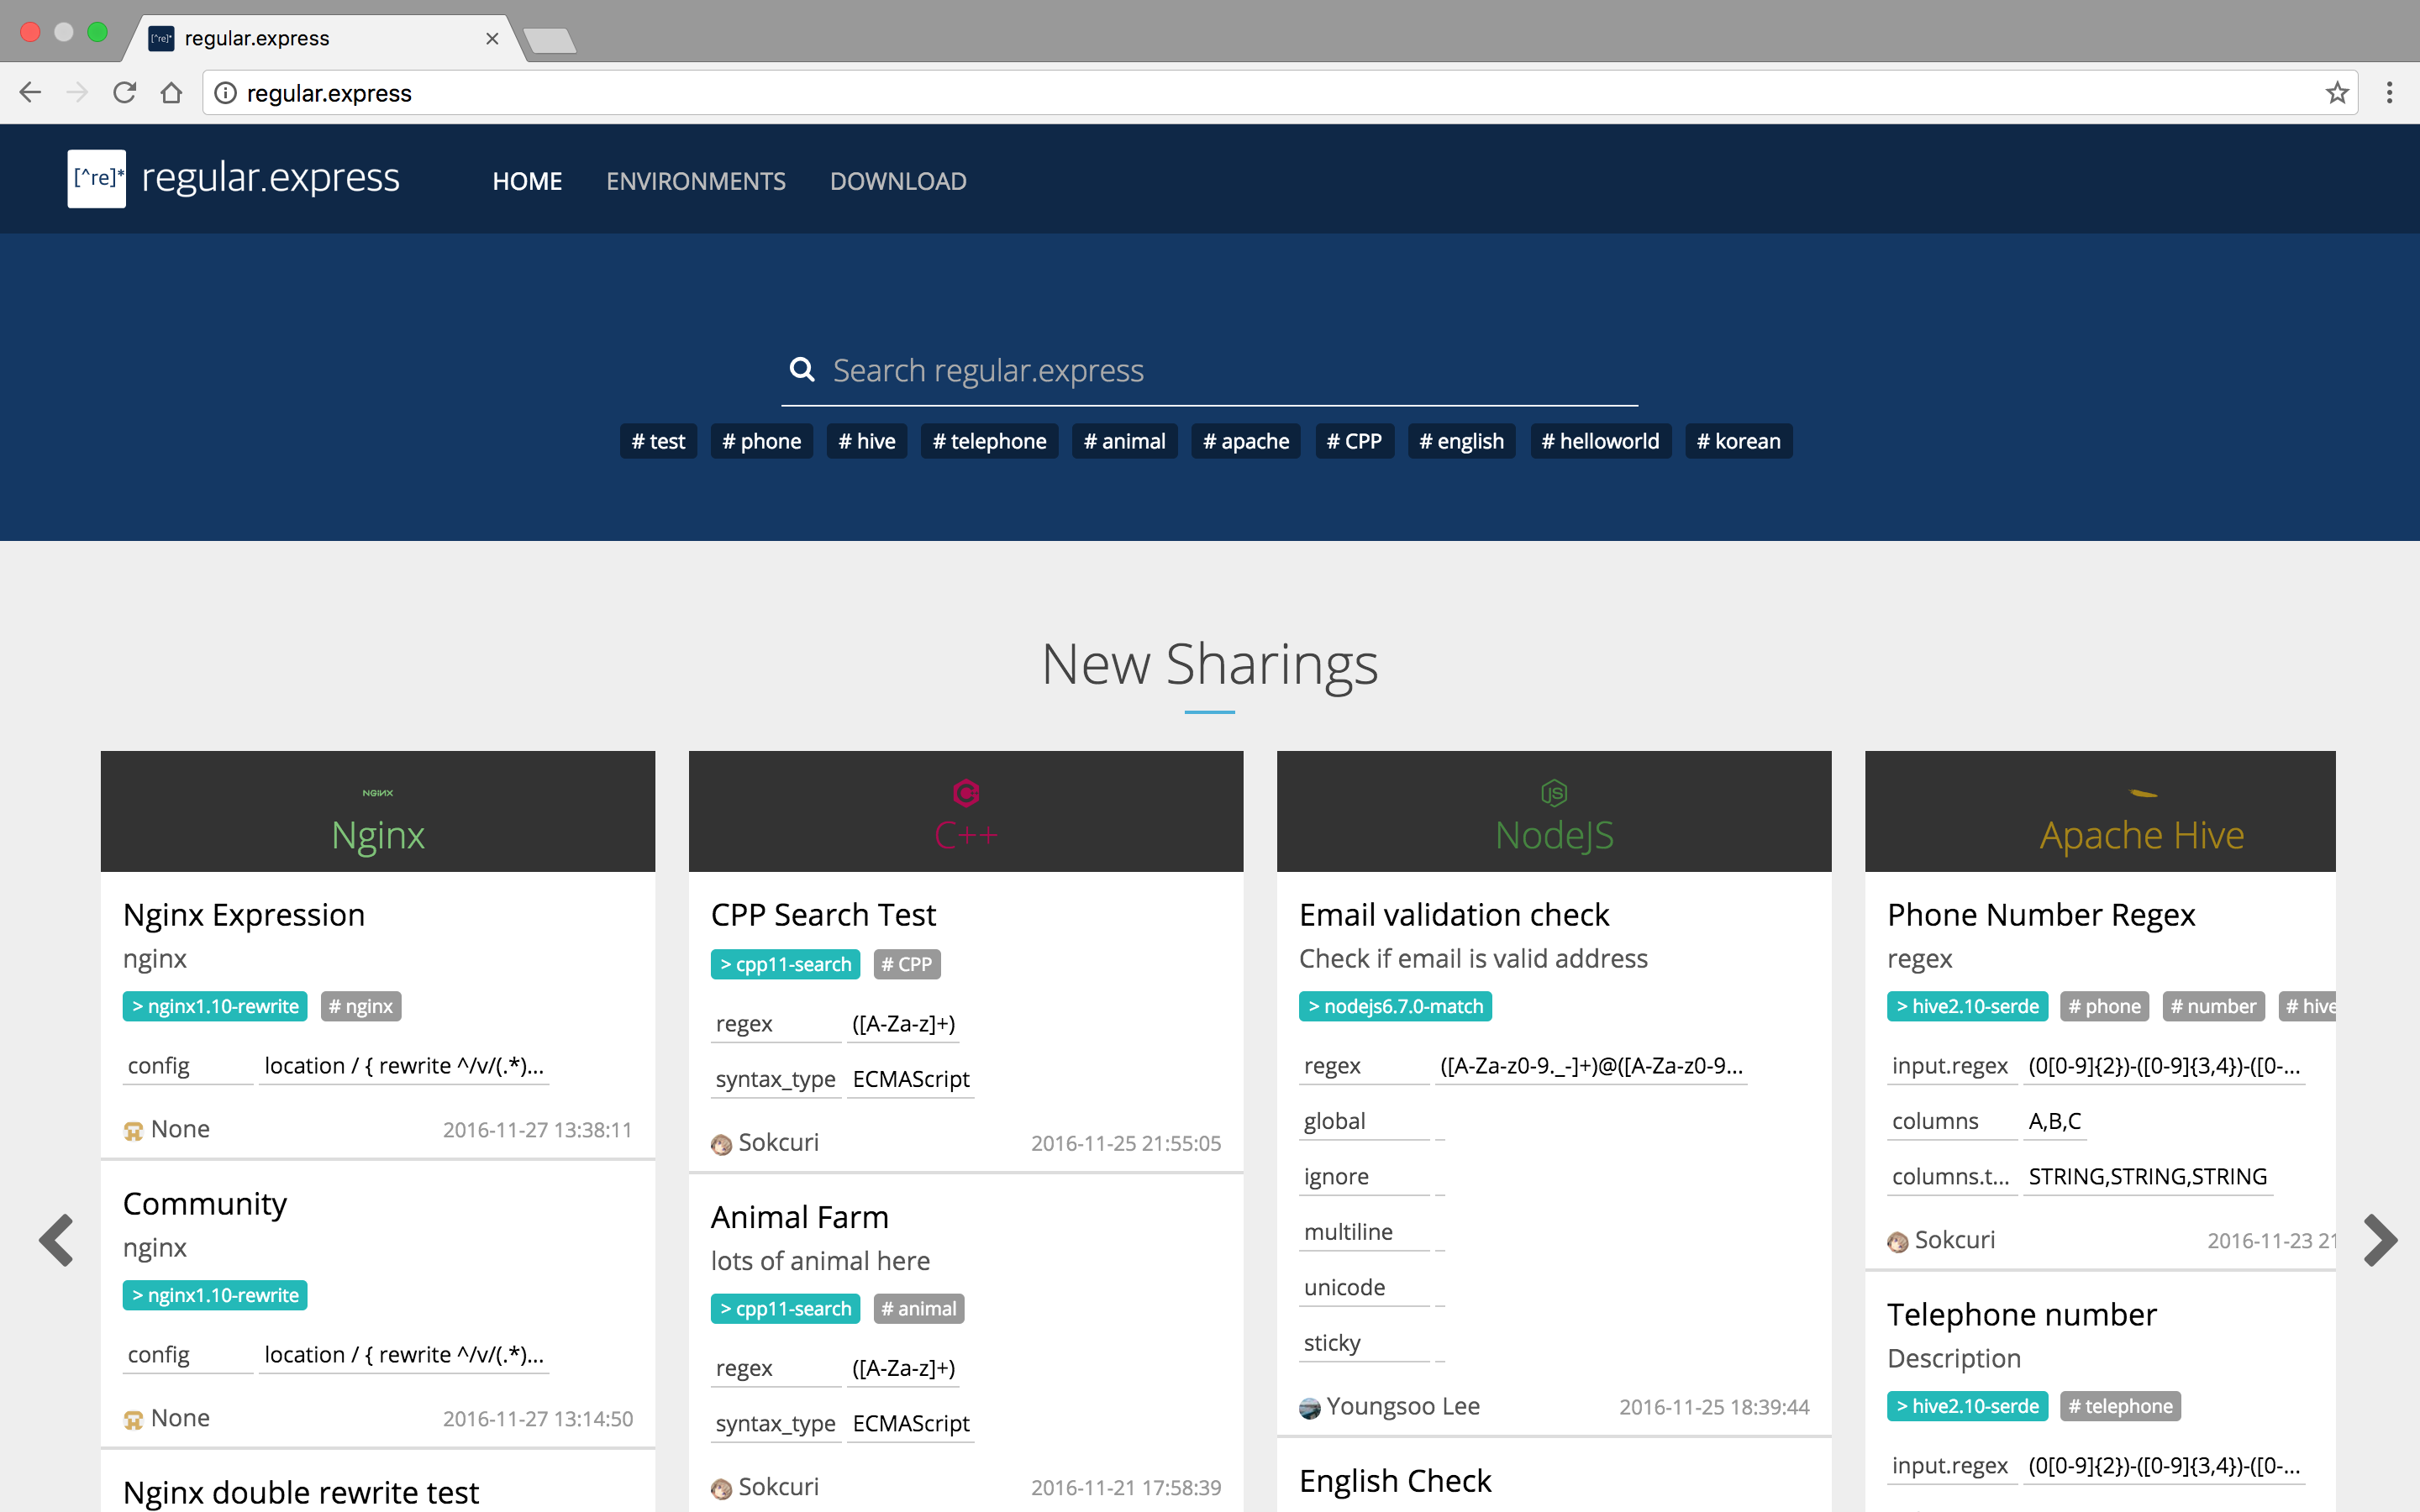 [^re]* regular.express
regular.express
[^re]* regular.express HOME ENVIRONMENTS DOWNLOAD
Search regular.express
# test # phone # hive # telephone # animal # apache # CPP # english # helloworld # korean
New Sharings
NGINX
Nginx
Nginx Expression
nginx
> nginx1.10-rewrite # nginx
config location / { rewrite ^/v/(.*)...
None 2016-11-27 13:38:11
Community
nginx
> nginx1.10-rewrite
config location / { rewrite ^/v/(.*)...
None 2016-11-27 13:14:50
Nginx double rewrite test
C
C++
CPP Search Test
> cpp11-search # CPP
regex ([A-Za-z]+)
syntax_type ECMAScript
Sokcuri 2016-11-25 21:55:05
Animal Farm
lots of animal here
> cpp11-search # animal
regex ([A-Za-z]+)
syntax_type ECMAScript
Sokcuri 2016-11-21 17:58:39
JS
NodeJS
Email validation check
Check if email is valid address
> nodejs6.7.0-match
regex ([A-Za-z0-9._-]+)@([A-Za-z0-9...
global
ignore
multiline
unicode
sticky
Youngsoo Lee 2016-11-25 18:39:44
English Check
Apache Hive
Phone Number Regex
regex
> hive2.10-serde # phone # number # hive
input.regex (0[0-9]{2})-([0-9]{3,4})-([0-...
columns A,B,C
columns.t... STRING,STRING,STRING
Sokcuri 2016-11-23 21
Telephone number
Description
> hive2.10-serde # telephone
input.regex (0[0-9]{2})-([0-9]{3,4})-([0-...